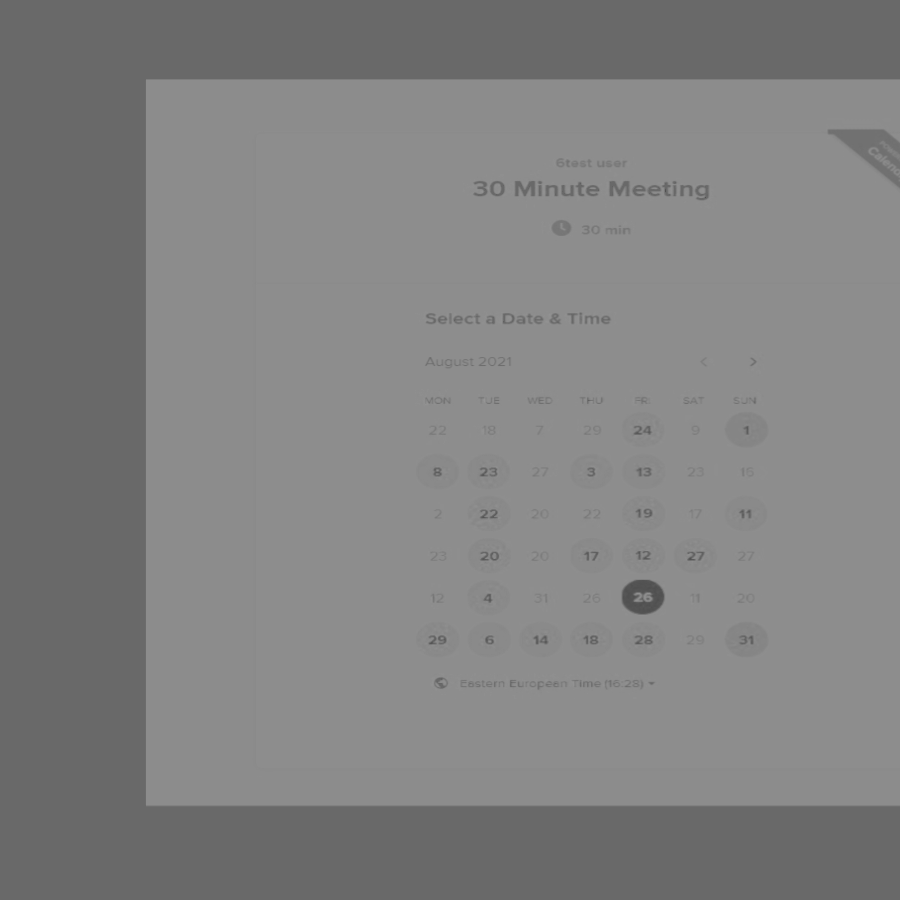 6test user
30 Minute Meeting
30 min
Select a Date & Time
August 2021
MON TUE WED THU FRI SAT SUN
22 18 7 29 24 9 1
8 23 27 3 13 23 15
2 22 20 22 19 17 11
23 20 20 17 12 27 27
12 4 31 26 26 11 20
29 6 14 18 28 29 31
Eastern European Time (16:28)